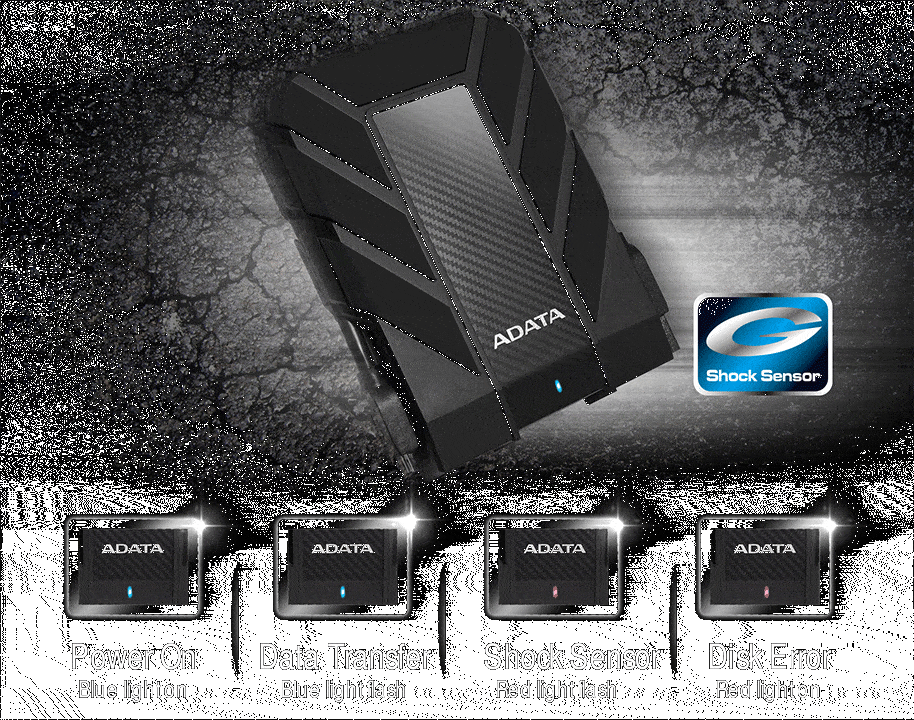 ADATA
G
Shock Sensor
ADATA
ADATA
ADATA
ADATA
Power On
Data Transfer
Shock Sensor
Disk Error
Blue light on
Blue light flash
Red light flash
Red light on